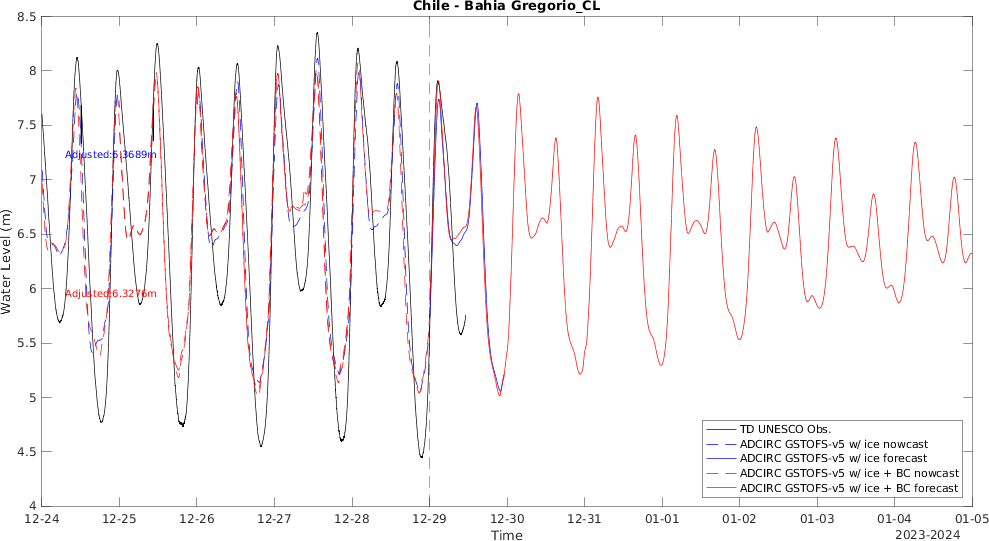 Chile - Bahia Gregorio_CL
8.5
8
7.5
7
6.5
6
5.5
5
4.5
4
Water Level (m)
Adjusted:6.3689m
Adjusted:6.3276m
TD UNESCO Obs.
ADCIRC GSTOFS-v5 w/ ice nowcast
ADCIRC GSTOFS-v5 w/ ice forecast
ADCIRC GSTOFS-v5 w/ ice + BC nowcast
ADCIRC GSTOFS-v5 w/ ice + BC forecast
12-24 12-25 12-26 12-27 12-28 12-29 12-30 12-31 01-01 01-02 01-03 01-04 01-05
Time
2023-2024